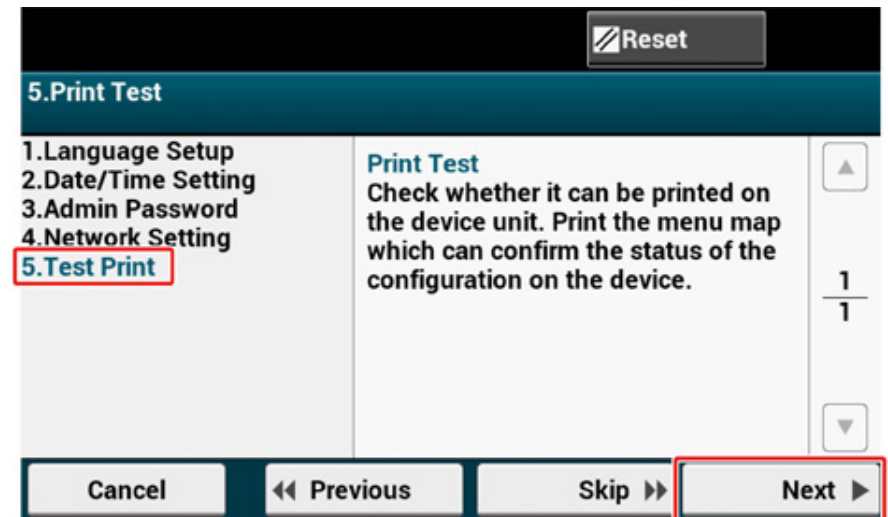 Reset
5.Print Test
1.Language Setup
2.Date/Time Setting
3.Admin Password
4.Network Setting
5.Test Print
Print Test
Check whether it can be printed on
the device unit. Print the menu map
which can confirm the status of the
configuration on the device.
1
1
Cancel
Previous
Skip
Next